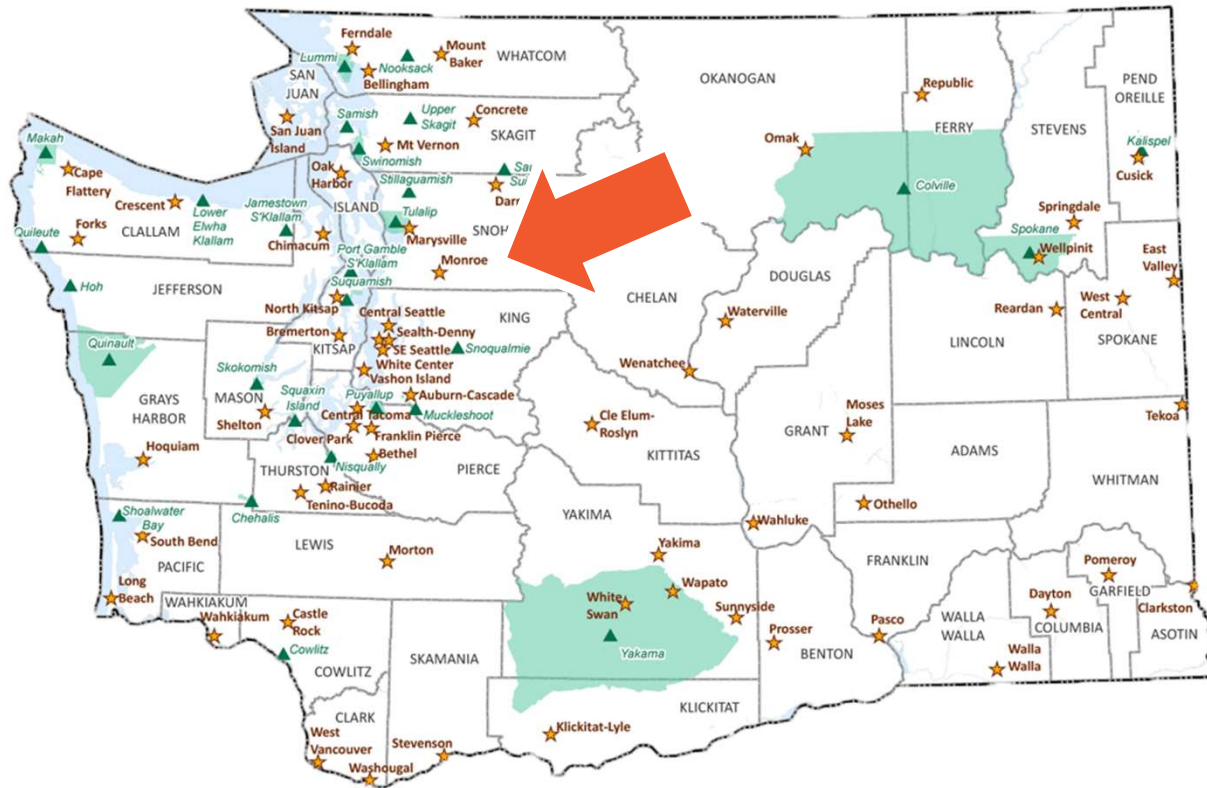 Ferndale
Mount
Baker
WHATCOM
Lummi
Nooksack
Bellingham
SAN
JUAN
OKANOGAN
Republic
PEND
OREILLE
San Juan
Island
Samish
Upper
Skagit
Concrete
SKAGIT
FERRY
STEVENS
Makah
Mt Vernon
Swinomish
Omak
Kalispel
Cusick
Cape
Flattery
Oak
Harbor
Stillaguamish
Sau
Sui
Darr
Colville
Crescent
Lower
Elwha
Klallam
Jamestown
S'Klallam
ISLAND
Tulalip
Marysville
SNOH
Springdale
Forks
CLALLAM
Chimacum
Quileute
Port Gamble
S'Klallam
Monroe
Spokane
Wellpinit
East
Valley
DOUGLAS
Hoh
JEFFERSON
Suquamish
CHELAN
North Kitsap
Central Seattle
KING
Waterville
Reardan
West
Central
Bremerton
Sealth-Denny
KITSAP
SE Seattle
Snoqualmie
LINCOLN
SPOKANE
Quinault
White Center
Vashon Island
Wenatchee
Skokomish
GRAYS
HARBOR
MASON
Squaxin
Island
Puyallup
Auburn-Cascade
Muckleshoot
Shelton
Central Tacoma
Clover Park
Franklin Pierce
Cle Elum-
Roslyn
Moses
Lake
GRANT
Tekoa
Hoquiam
Bethel
KITTITAS
ADAMS
THURSTON
Nisqually
PIERCE
WHITMAN
Rainier
Tenino-Bucoda
Chehalis
Othello
Shoalwater
Bay
YAKIMA
Wahluke
South Bend
LEWIS
Morton
Yakima
FRANKLIN
PACIFIC
Pomeroy
Long
Beach
WAHKIAKUM
Wahkiakum
Castle
Rock
White
Swan
Wapato
Sunnyside
GARFIELD
Dayton
Clarkston
Cowlitz
Prosser
Pasco
WALLA
WALLA
COLUMBIA
ASOTIN
SKAMANIA
Yakama
BENTON
Walla
Walla
COWLITZ
CLARK
KLICKITAT
West
Vancouver
Stevenson
Klickitat-Lyle
Washougal